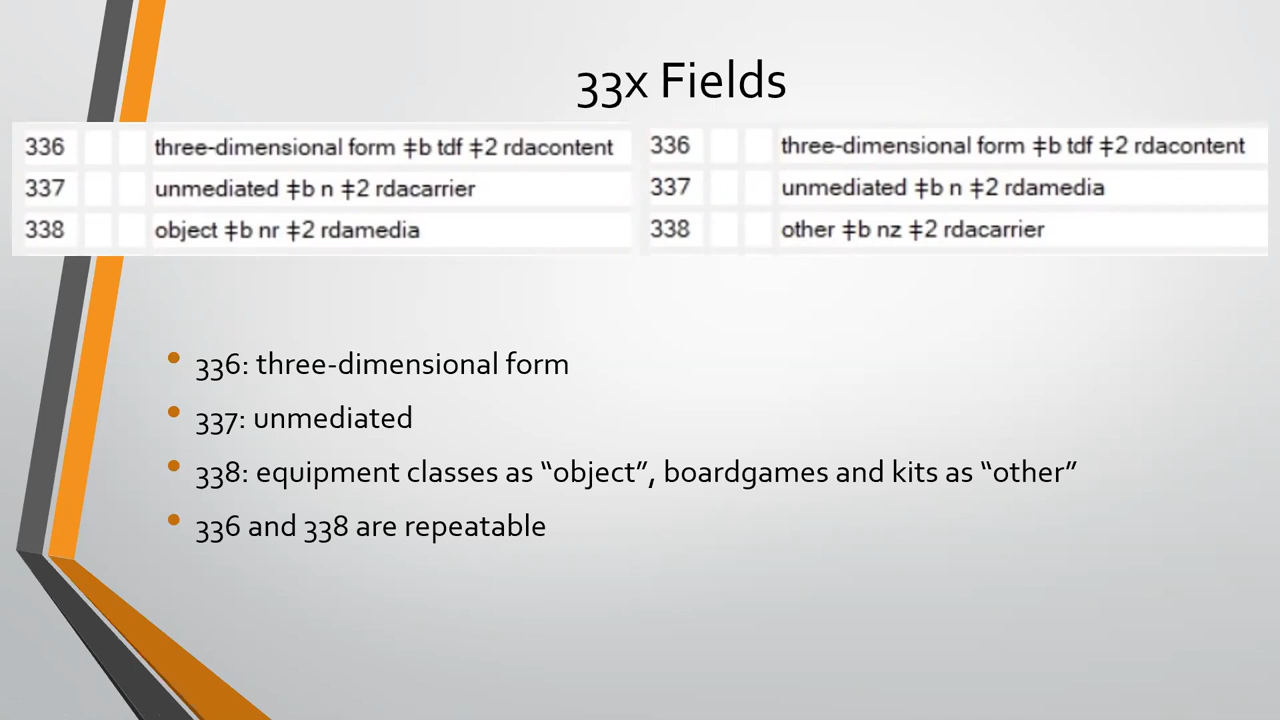 33x Fields
336 three-dimensional form ‡b tdf ‡2 rdacontent
337 unmediated ‡b n ‡2 rdacarrier
338 object ‡b nr ‡2 rdamedia
336 three-dimensional form ‡b tdf ‡2 rdacontent
337 unmediated ‡b n ‡2 rdamedia
338 other ‡b nz ‡2 rdacarrier
• 336: three-dimensional form
• 337: unmediated
• 338: equipment classes as “object”, boardgames and kits as “other”
• 336 and 338 are repeatable